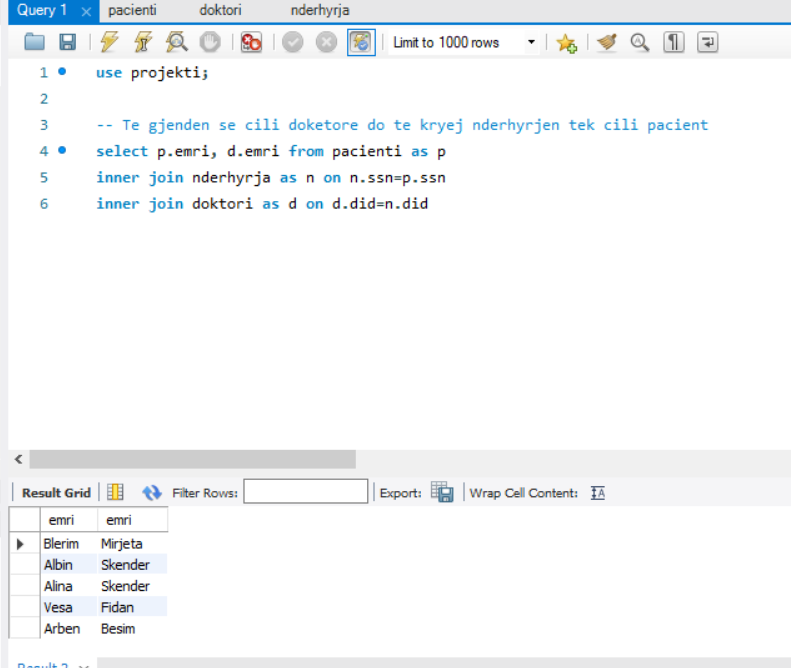 Query 1 pacienti doktori nderhyrja
Limit to 1000 rows
1 use projekti;
2
3 -- Te gjenden se cili doketore do te kryej nderhyrjen tek cili pacient
4 select p.emri, d.emri from pacienti as p
5 inner join nderhyrja as n on n.ssn=p.ssn
6 inner join doktori as d on d.did=n.did
Result Grid Filter Rows: Export: Wrap Cell Content: IA
emri emri
Blerim Mirjeta
Albin Skender
Alina Skender
Vesa Fidan
Arben Besim